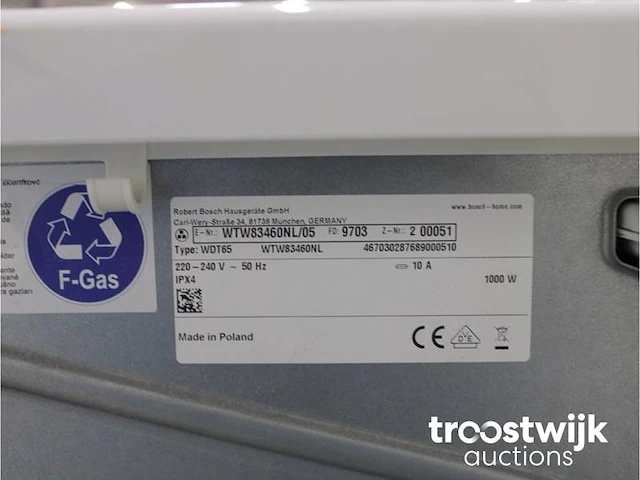 Robert Bosch Hausgeräte GmbH
www.bosch-home.com
Carl-Wery-Straße 34, 81739 München, GERMANY
E-Nr.: WTW83460NL/05 FD: 9703 Z-Nr.: 2 00051
Type: WDT65 WTW83460NL 467030287689000510
220-240 V ~ 50 Hz 10 A
IPX4 1000 W
Made in Poland
CE
F-Gas
troostwijk
auctions